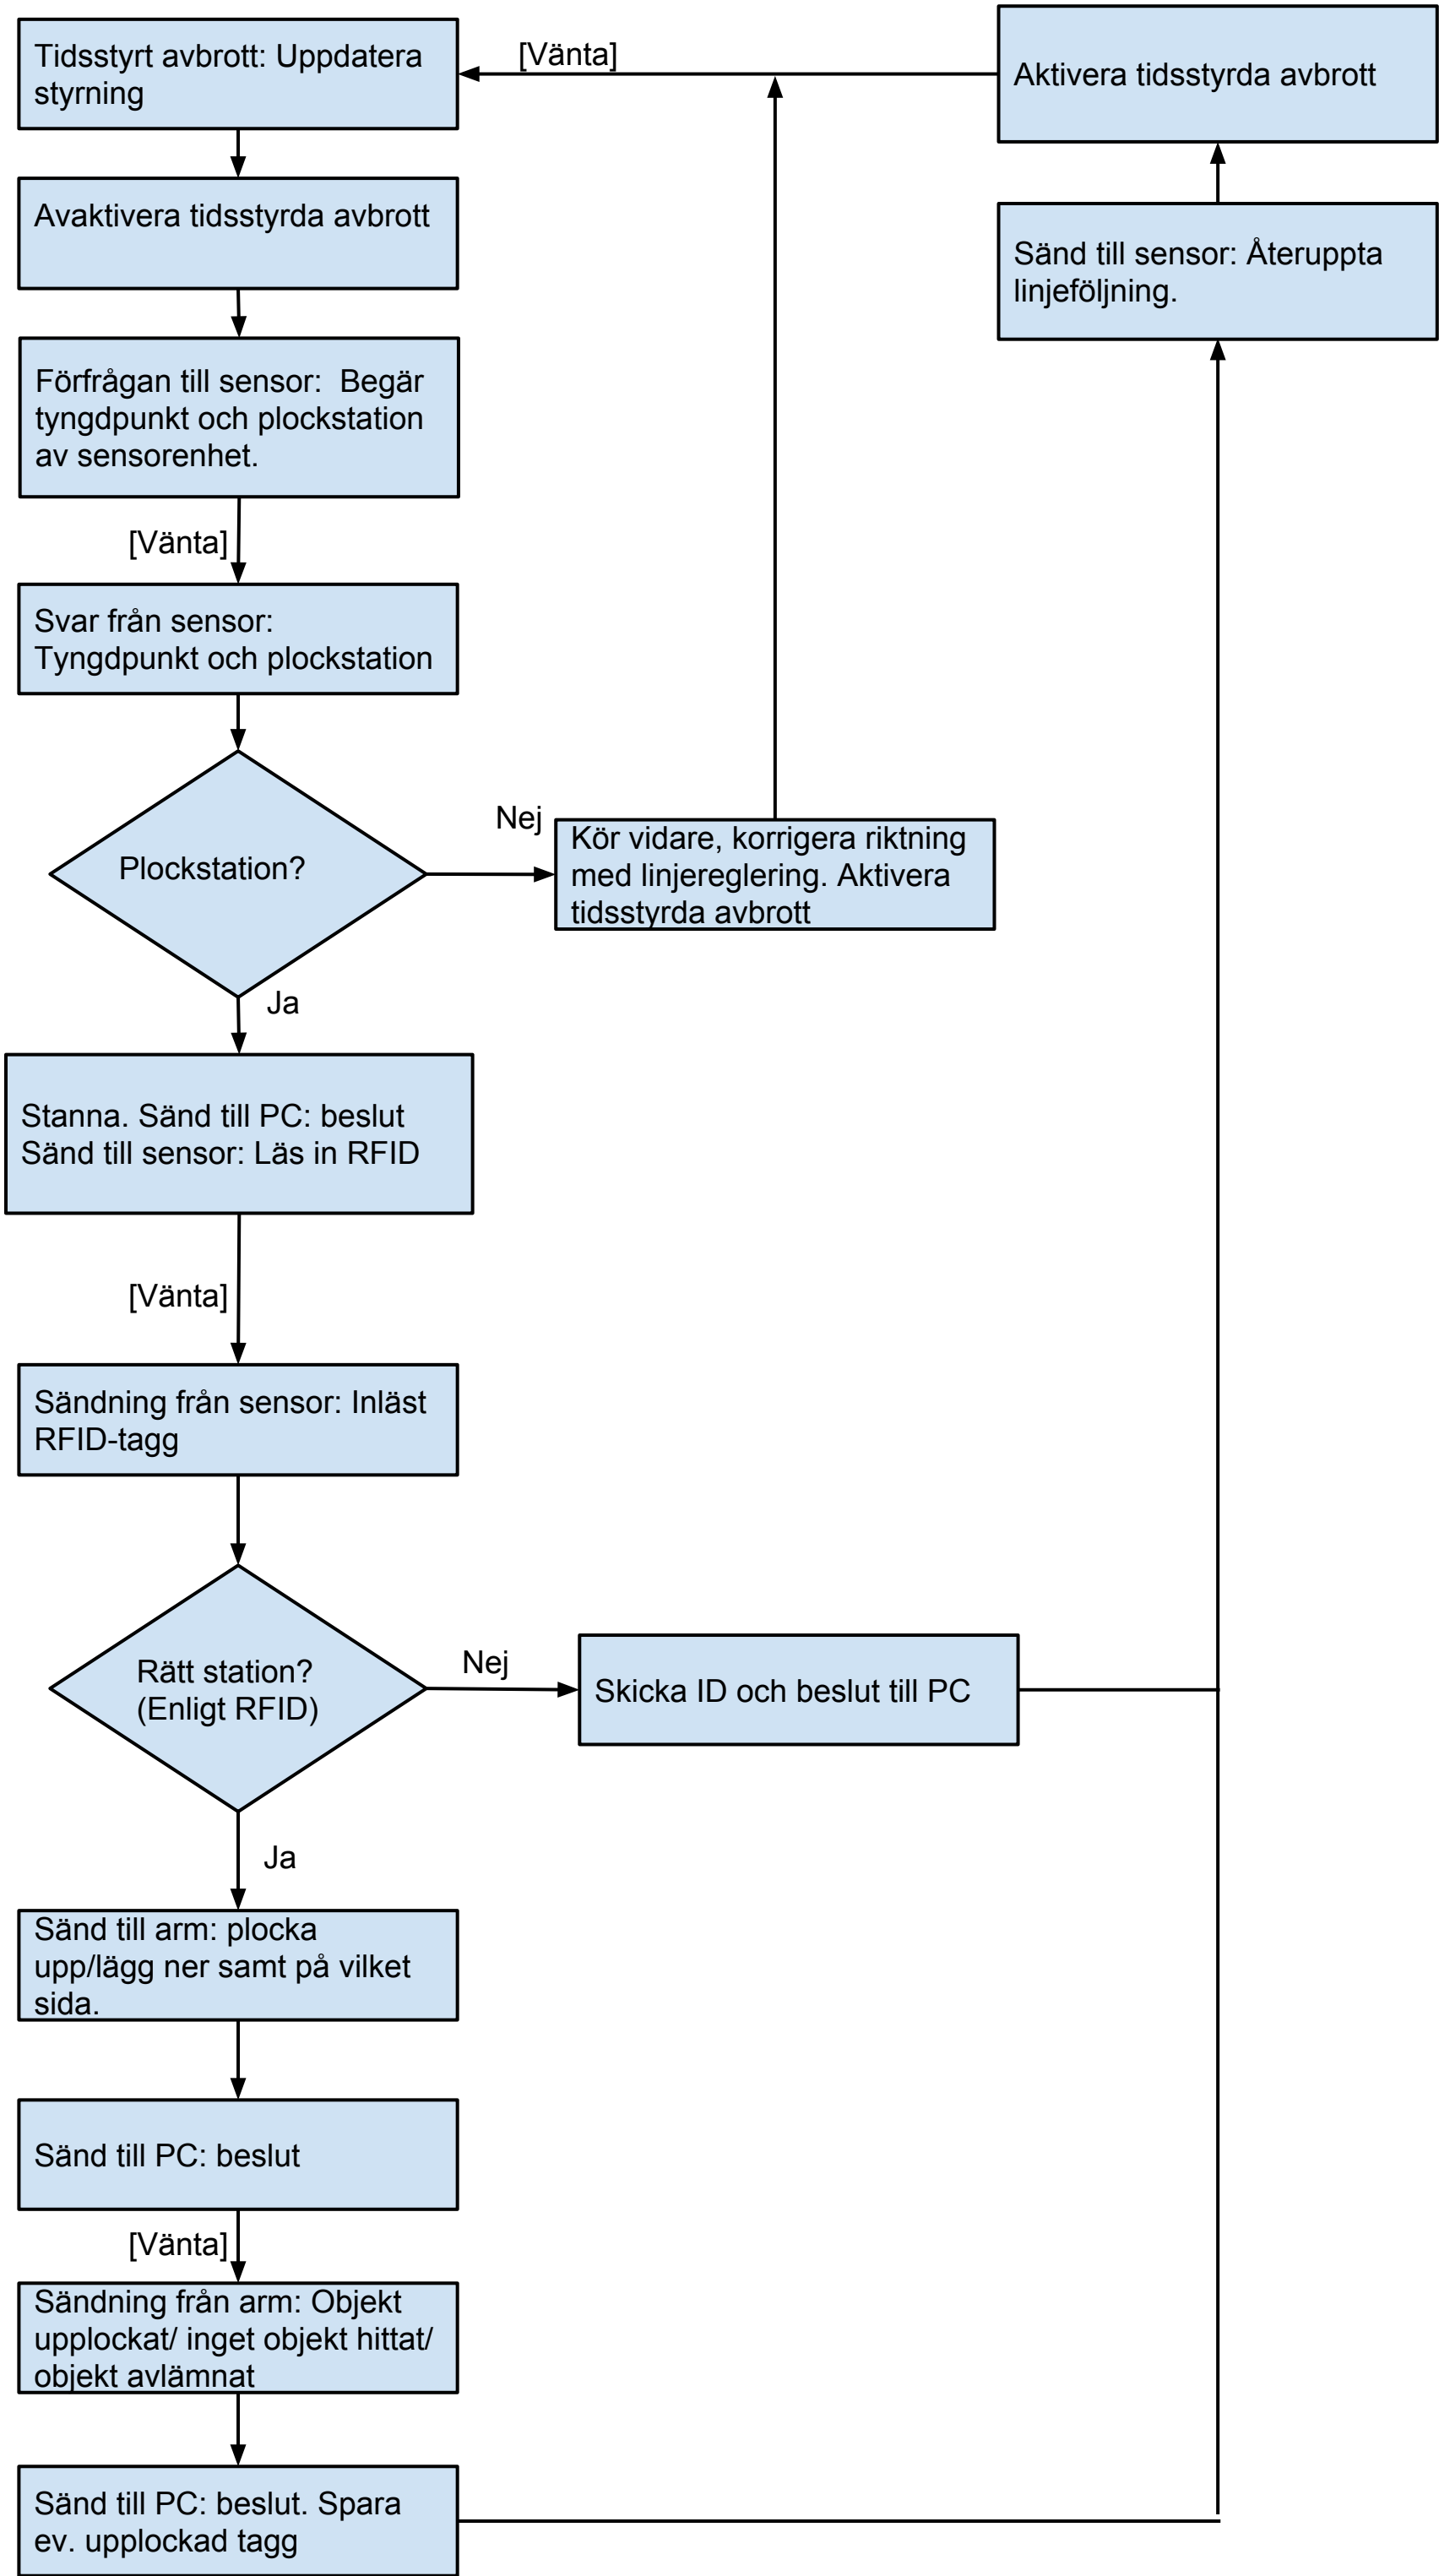 Tidsstyrt avbrott: Uppdatera
styrning
[Vänta]
Aktivera tidsstyrda avbrott
Avaktivera tidsstyrda avbrott
Sänd till sensor: Återuppta
linjeföljning.
Förfrågan till sensor:  Begär
tyngdpunkt och plockstation
av sensorenhet.
[Vänta]
Svar från sensor:
Tyngdpunkt och plockstation
Plockstation?
Nej
Kör vidare, korrigera riktning
med linjereglering. Aktivera
tidsstyrda avbrott
Ja
Stanna. Sänd till PC: beslut
Sänd till sensor: Läs in RFID
[Vänta]
Sändning från sensor: Inläst
RFID-tagg
Rätt station?
(Enligt RFID)
Nej
Skicka ID och beslut till PC
Ja
Sänd till arm: plocka
upp/lägg ner samt på vilket
sida.
Sänd till PC: beslut
[Vänta]
Sändning från arm: Objekt
upplockat/ inget objekt hittat/
objekt avlämnat
Sänd till PC: beslut. Spara
ev. upplockad tagg